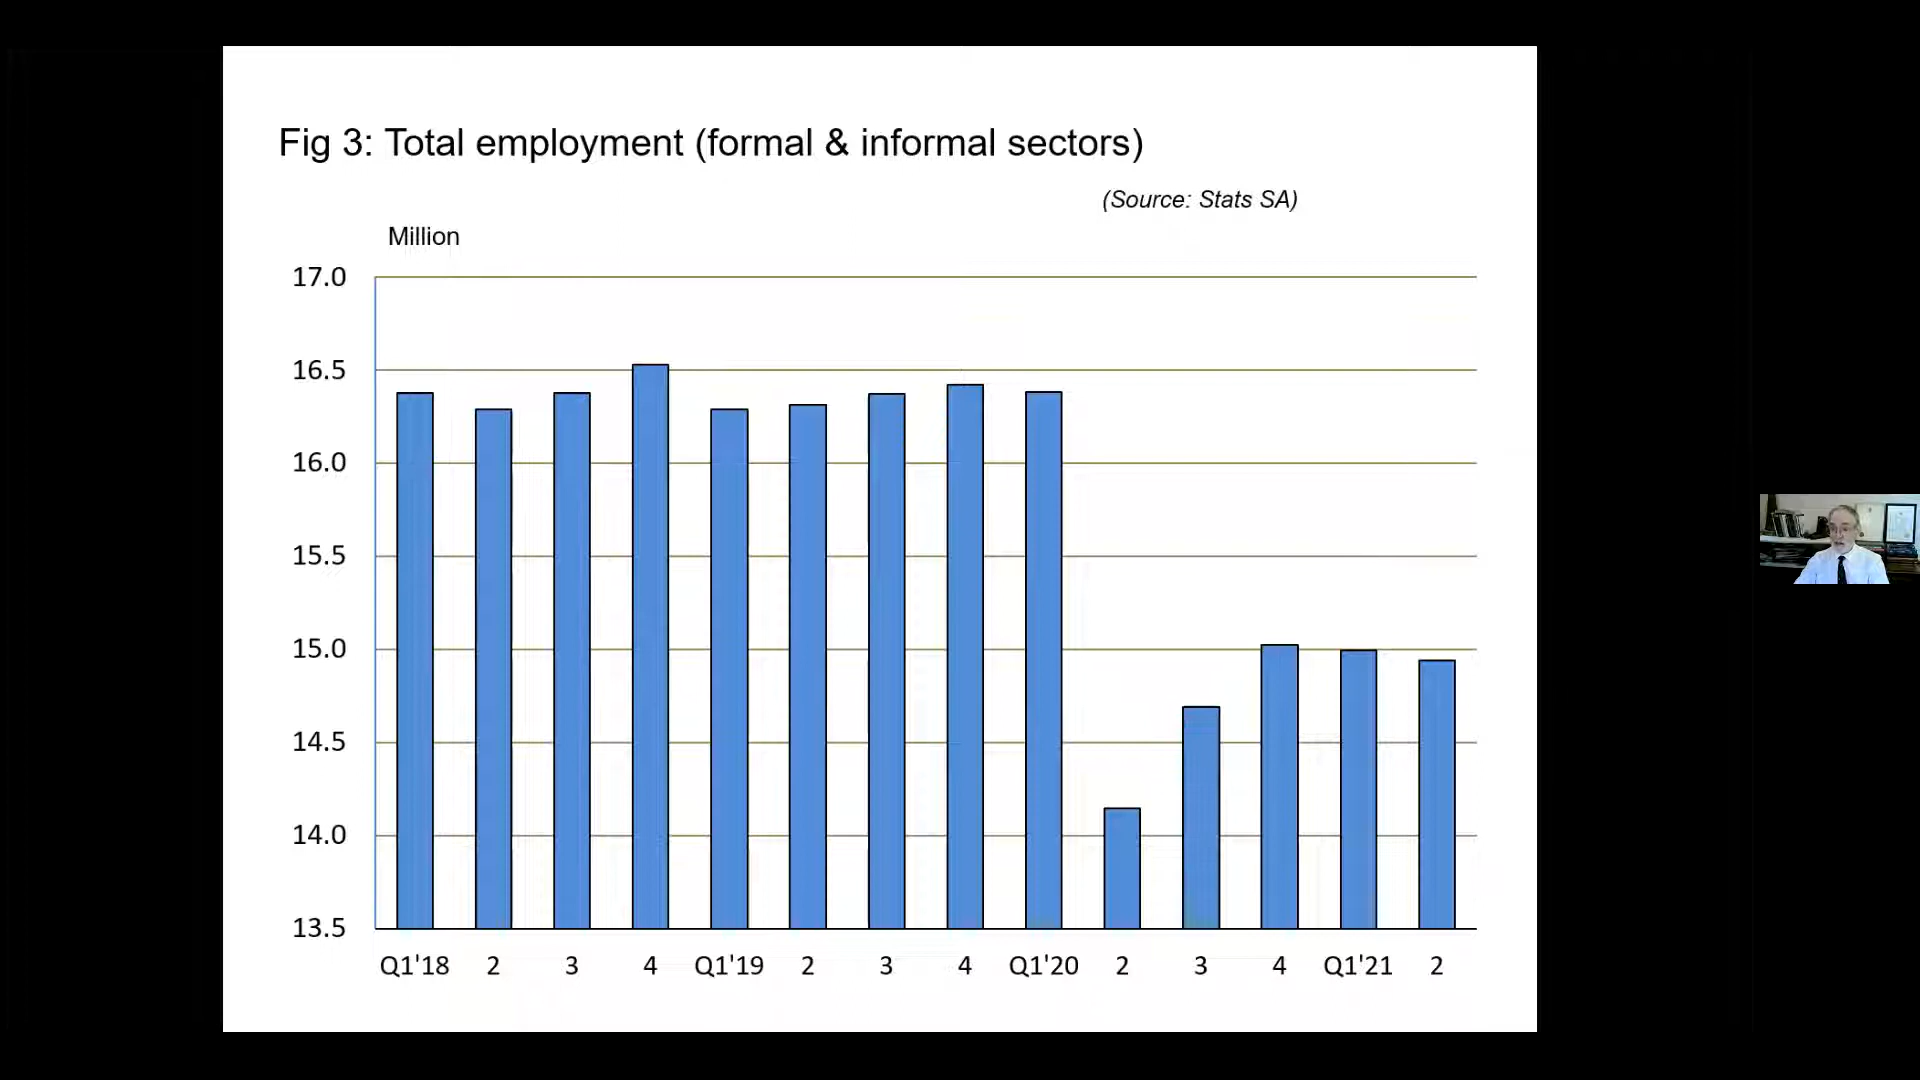 Fig 3: Total employment (formal & informal sectors)
(Source: Stats SA)
Million
17.0
16.5
16.0
15.5
15.0
14.5
14.0
13.5
Q1'18 2 3 4 Q1'19 2 3 4 Q1'20 2 3 4 Q1'21 2